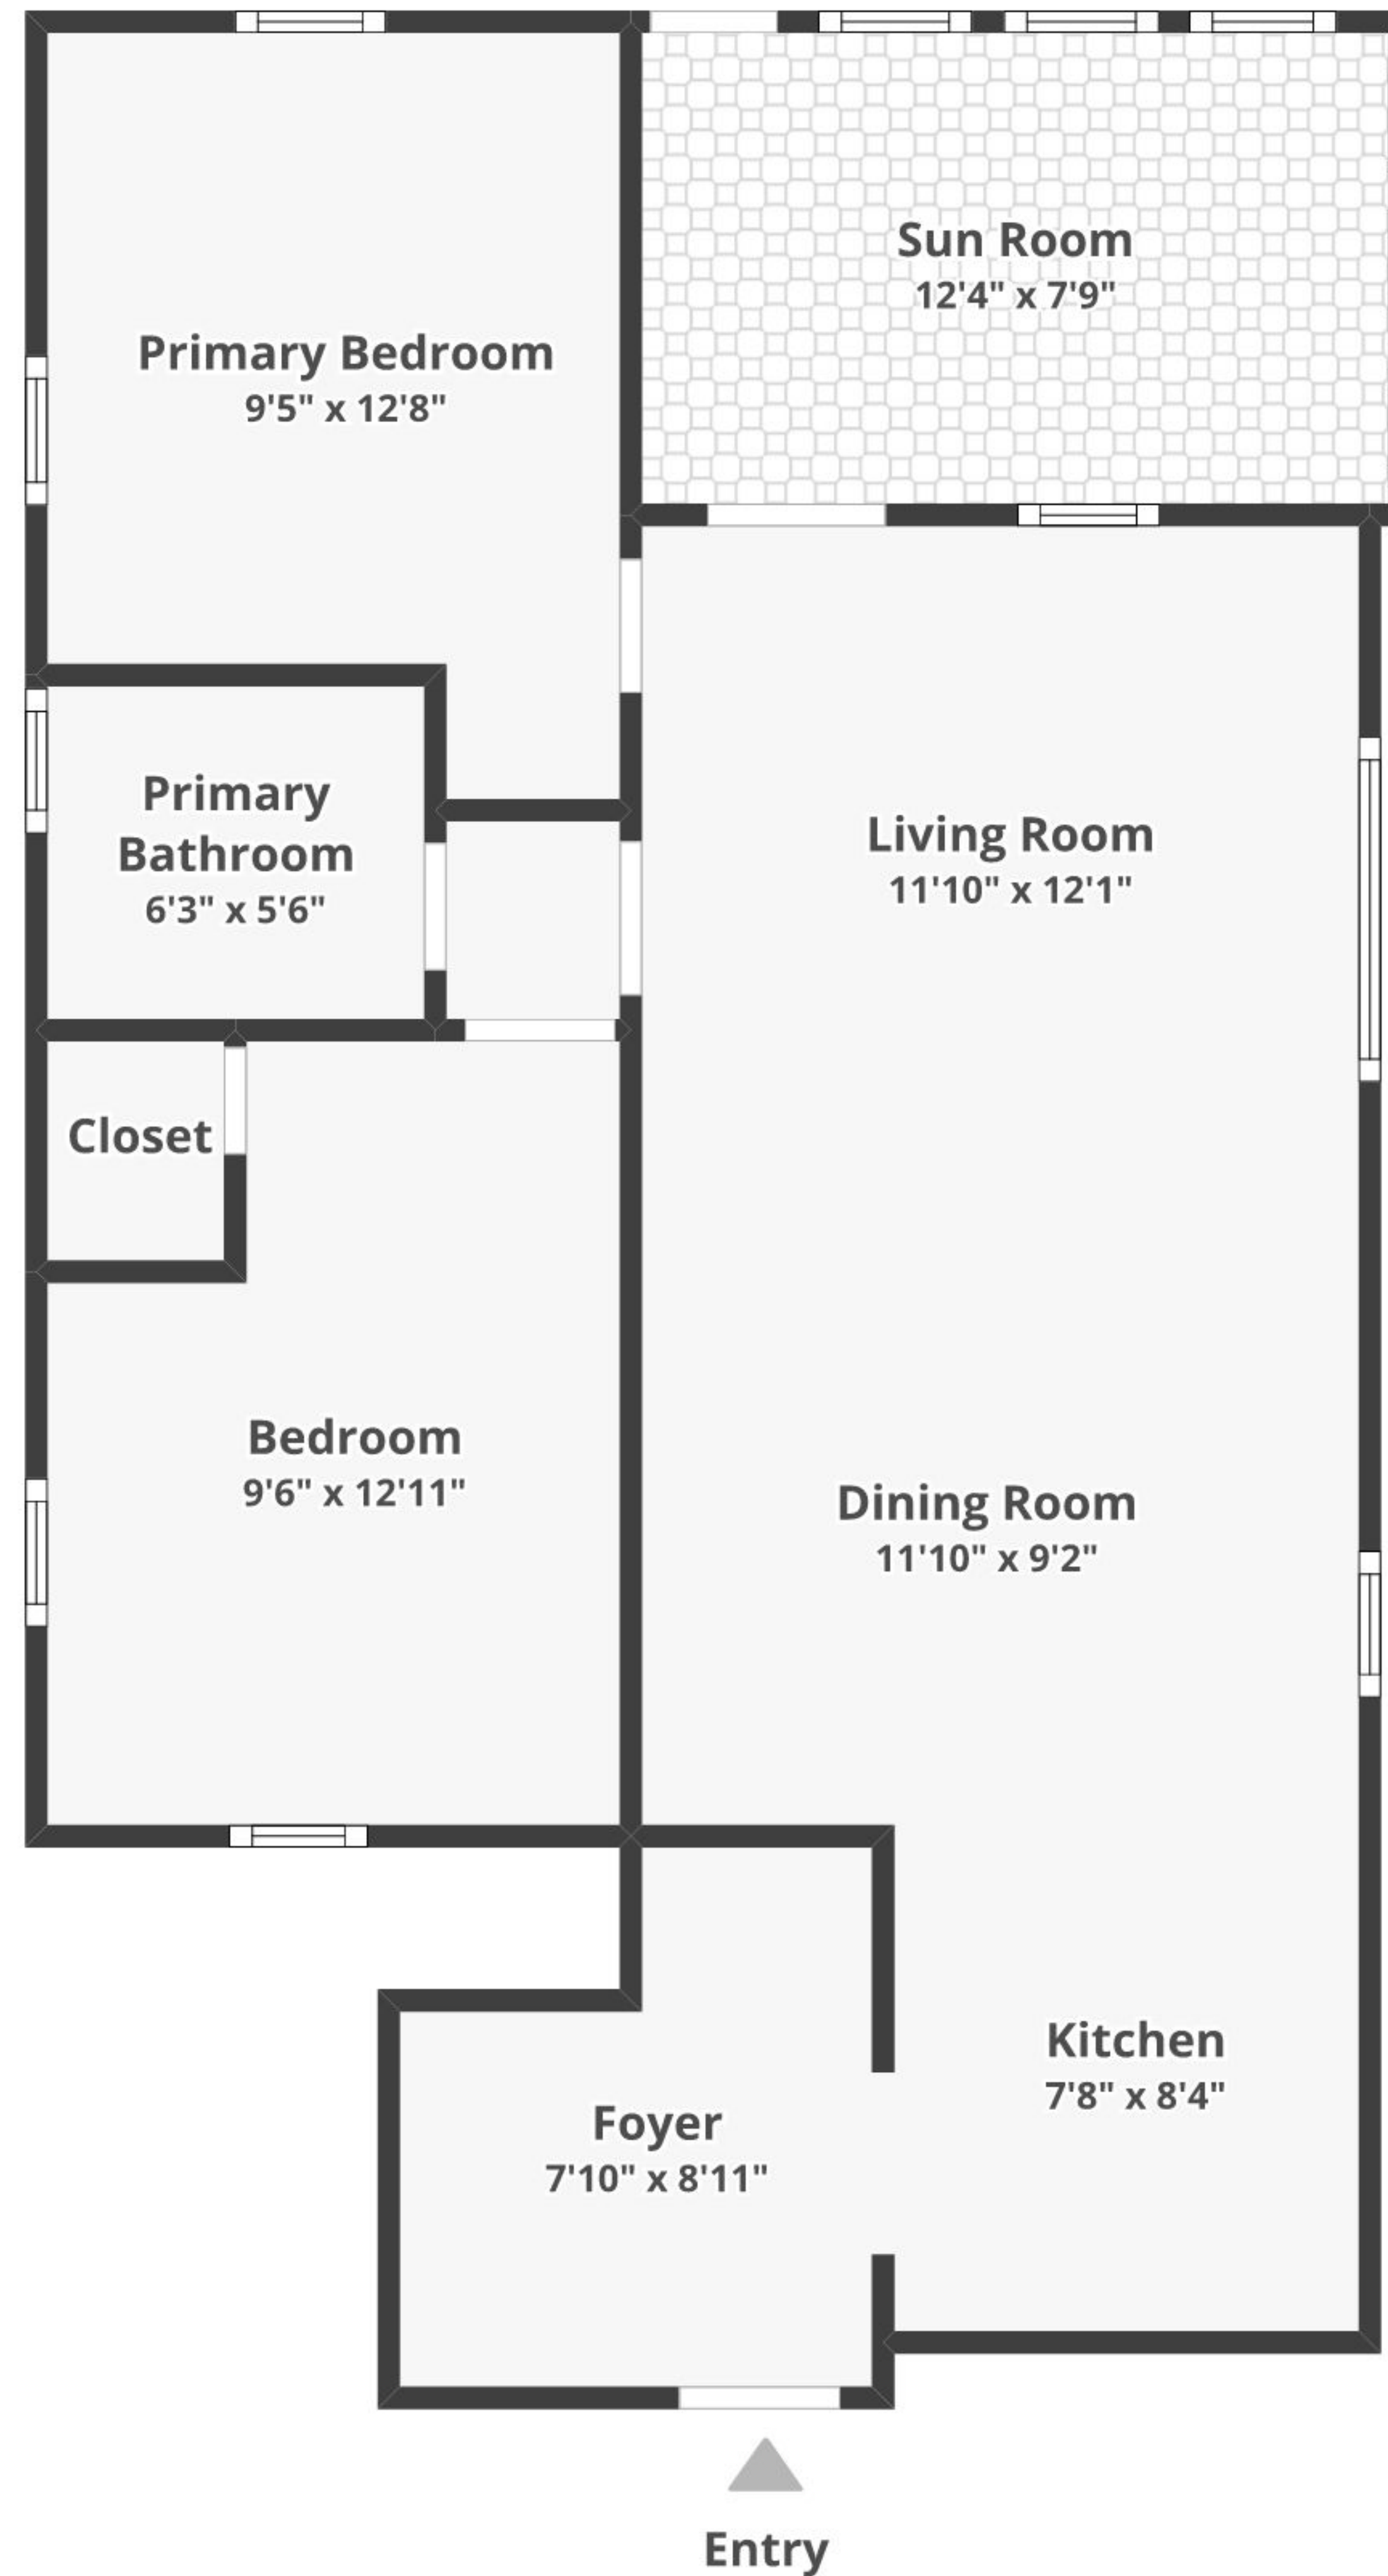 Sun Room
12'4" x 7'9"
Primary Bedroom
9'5" x 12'8"
Primary
Bathroom
6'3" x 5'6"
Living Room
11'10" x 12'1"
Closet
Bedroom
9'6" x 12'11"
Dining Room
11'10" x 9'2"
Kitchen
7'8" x 8'4"
Foyer
7'10" x 8'11"
Entry